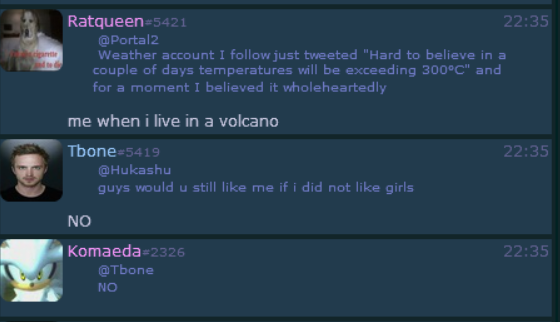 Ratqueen#5421 22:35
@Portal2
Weather account I follow just tweeted "Hard to believe in a
couple of days temperatures will be exceeding 300°C" and
for a moment I believed it wholeheartedly
me when i live in a volcano
Tbone#5419 22:35
@Hukashu
guys would u still like me if i did not like girls
NO
Komaeda#2326 22:35
@Tbone
NO